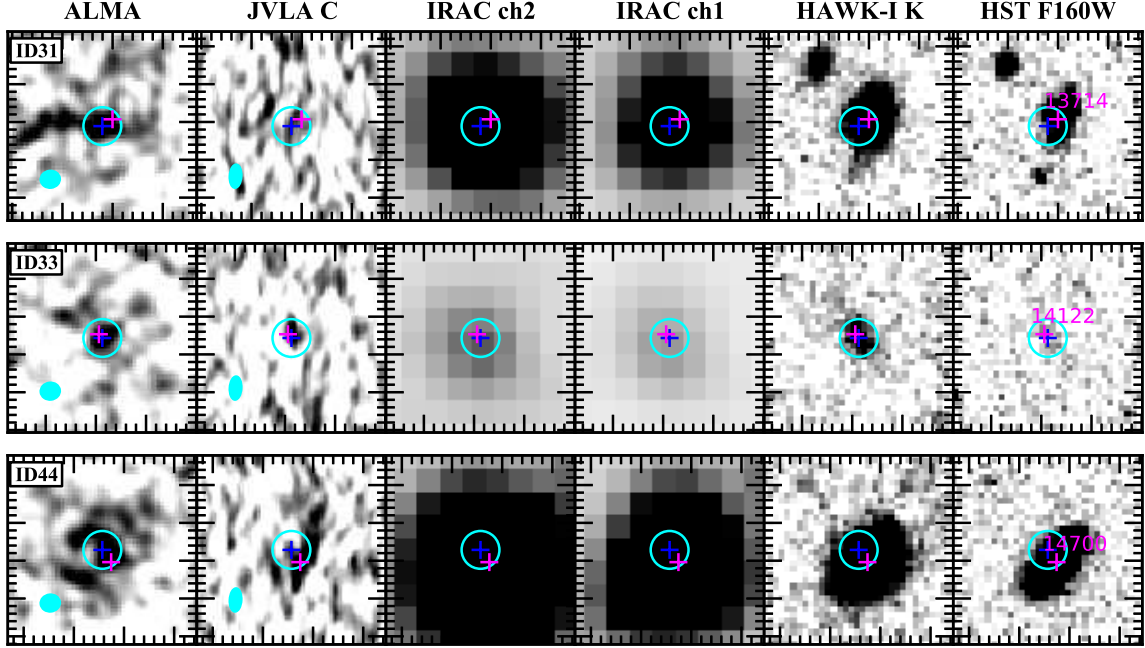 ALMA JVLA C IRAC ch2 IRAC ch1 HAWK-I K HST F160W
ID31
13714
ID33
14122
ID44
14700